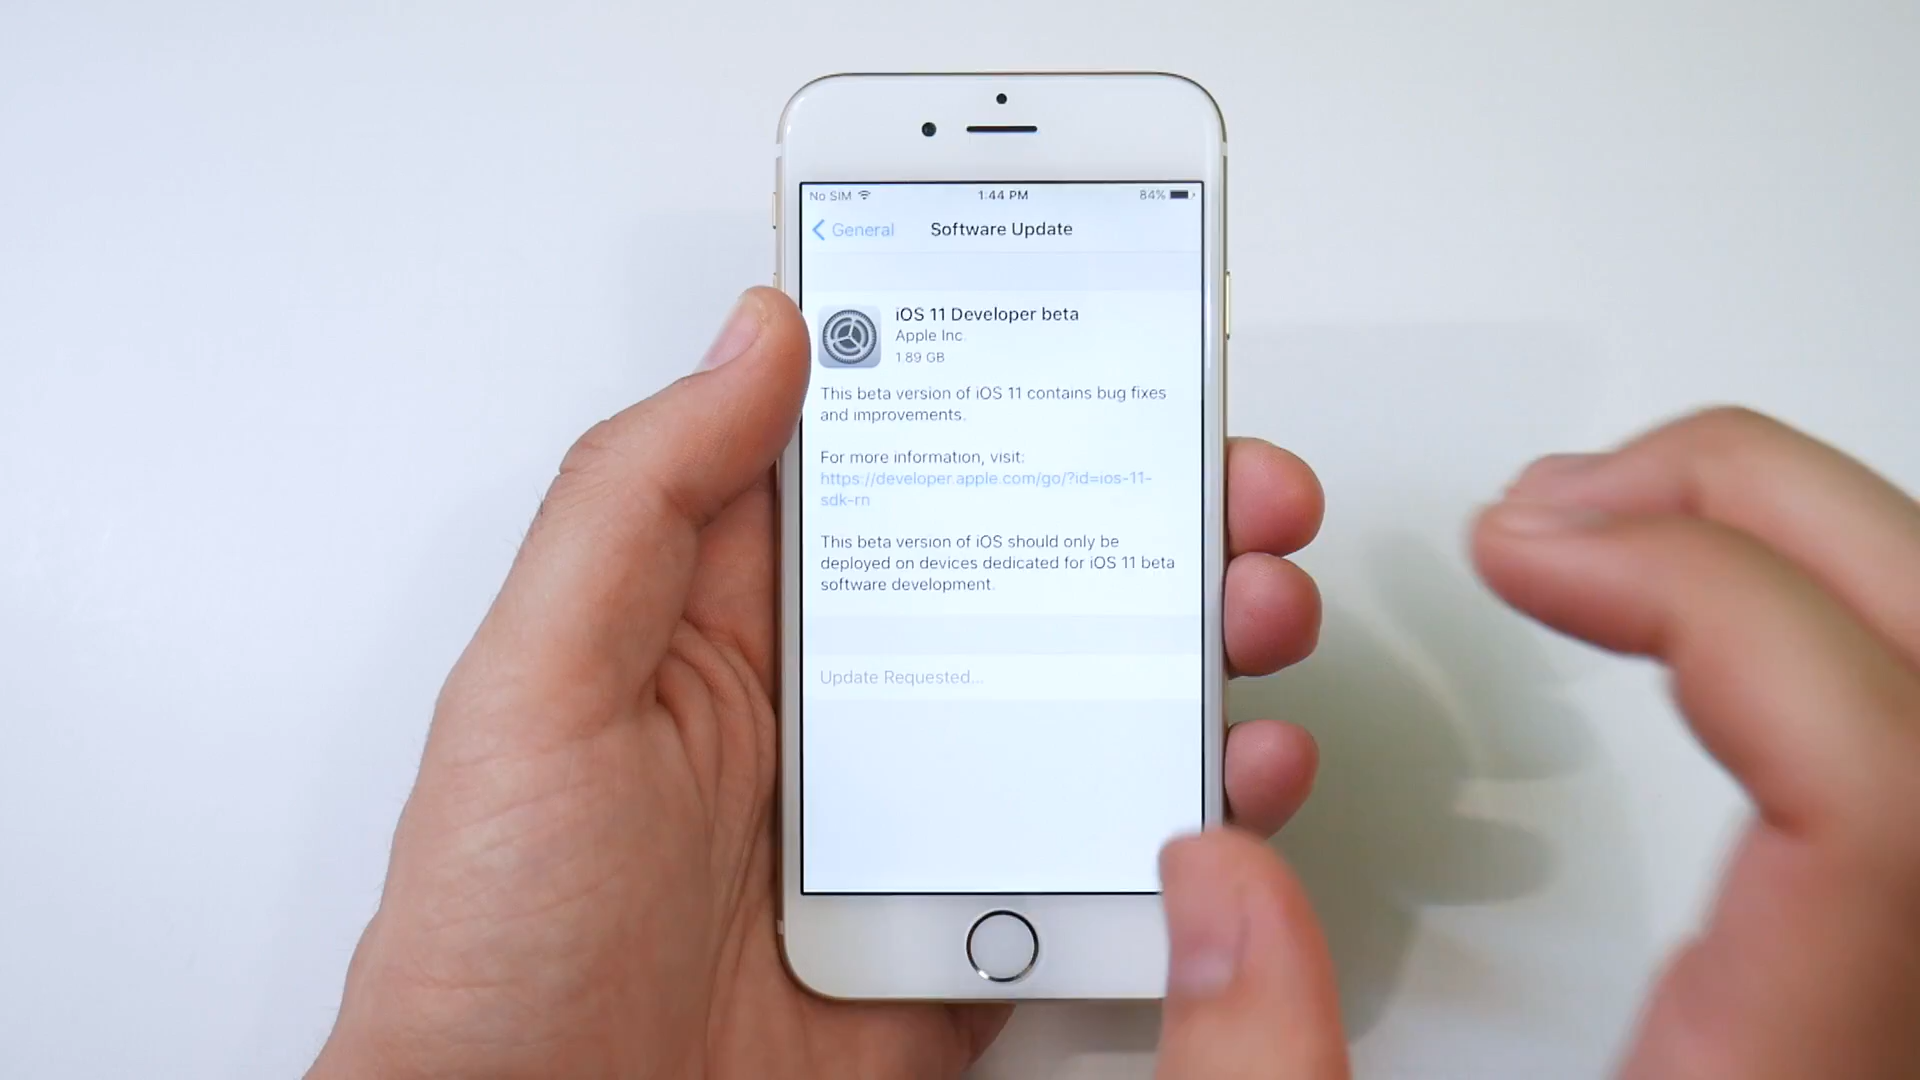 No SIM 1:44 PM 84%
General Software Update
iOS 11 Developer beta
Apple Inc.
1.89 GB
This beta version of iOS 11 contains bug fixes
and improvements.
For more information, visit:
https://developer.apple.com/go/?id=ios-11-
sdk-rn
This beta version of iOS should only be
deployed on devices dedicated for iOS 11 beta
software development.
Update Requested...